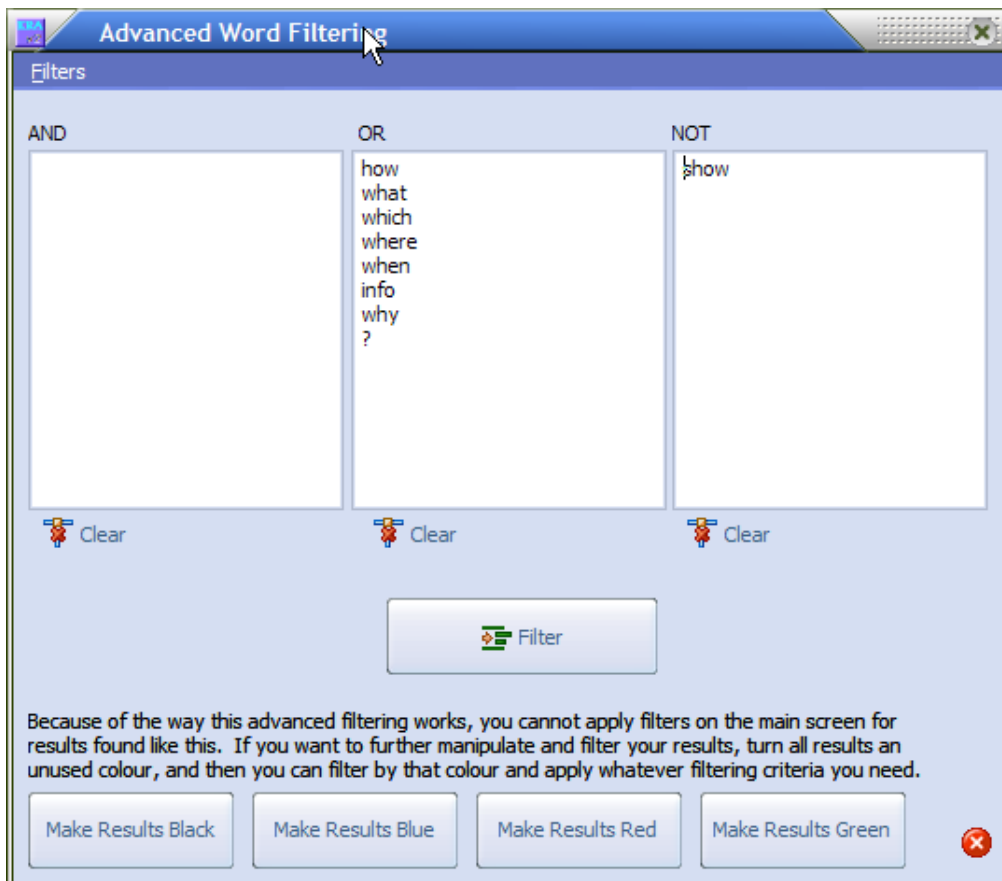 KRA
Advanced Word Filtering
Filters
AND
OR
NOT
how
what
which
where
when
info
why
?
show
Clear
Clear
Clear
Filter
Because of the way this advanced filtering works, you cannot apply filters on the main screen for
results found like this. If you want to further manipulate and filter your results, turn all results an
unused colour, and then you can filter by that colour and apply whatever filtering criteria you need.
Make Results Black
Make Results Blue
Make Results Red
Make Results Green